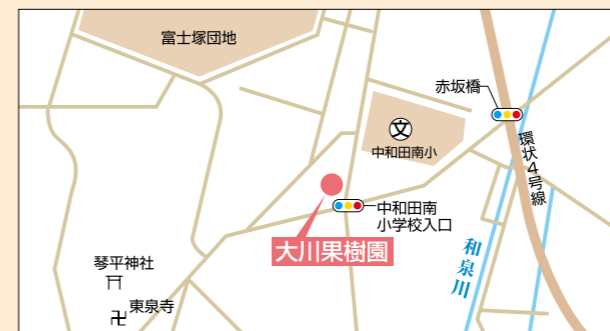 富士塚団地
赤坂橋
文
中和田南小
環状4号線
中和田南
小学校入口
大川果樹園
和泉川
琴平神社
東泉寺